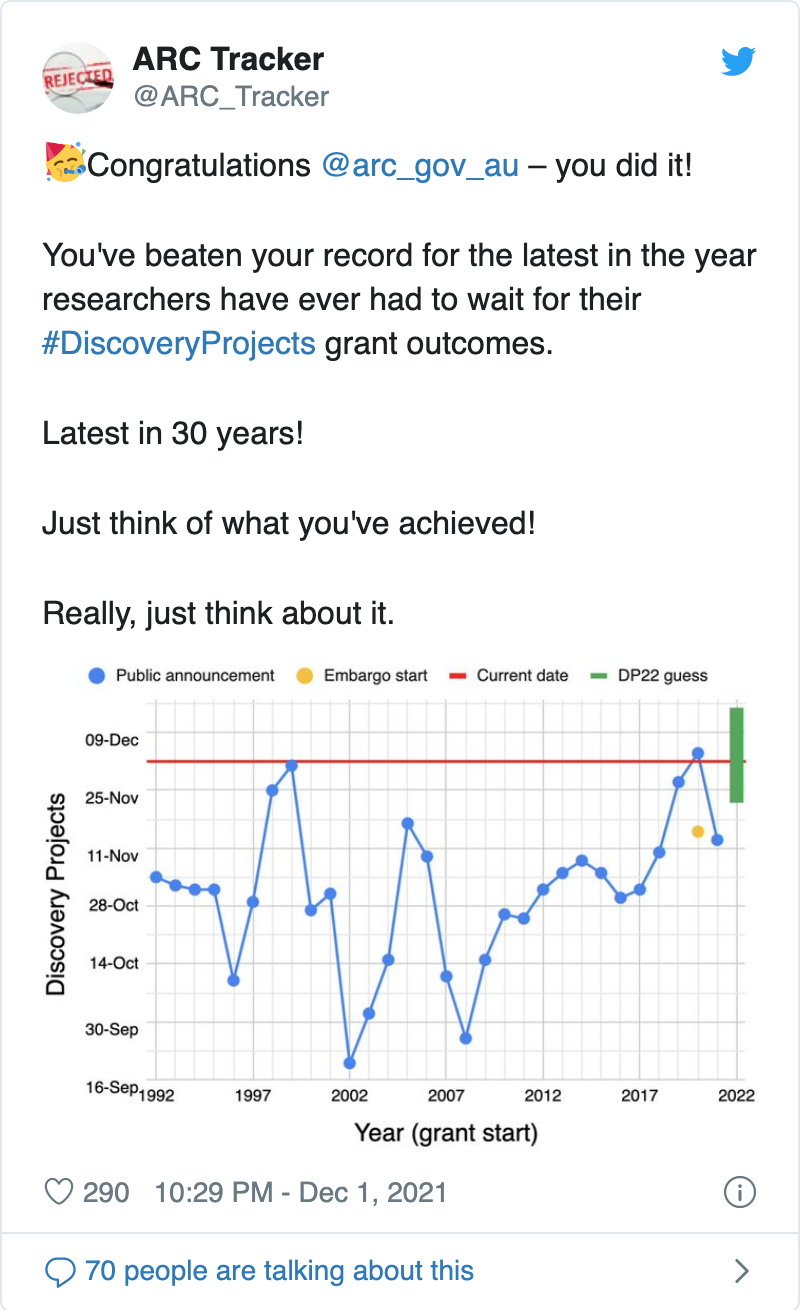 REJECTED
ARC Tracker
@ARC_Tracker
🥳Congratulations @arc_gov_au – you did it!
You've beaten your record for the latest in the year
researchers have ever had to wait for their
#DiscoveryProjects grant outcomes.
Latest in 30 years!
Just think of what you've achieved!
Really, just think about it.
Public announcement Embargo start Current date DP22 guess
Discovery Projects
09-Dec
25-Nov
11-Nov
28-Oct
14-Oct
30-Sep
16-Sep
1992 1997 2002 2007 2012 2017 2022
Year (grant start)
290 10:29 PM - Dec 1, 2021
70 people are talking about this